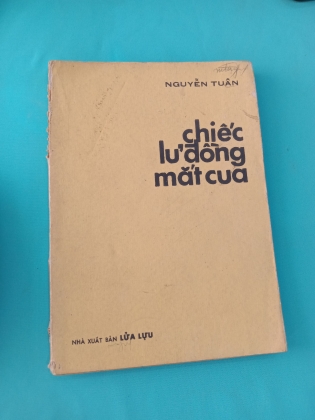 NGUYỄN TUÂN
chiếc
lư đồng
mắt cua
NHÀ XUẤT BẢN LỬA LỰU